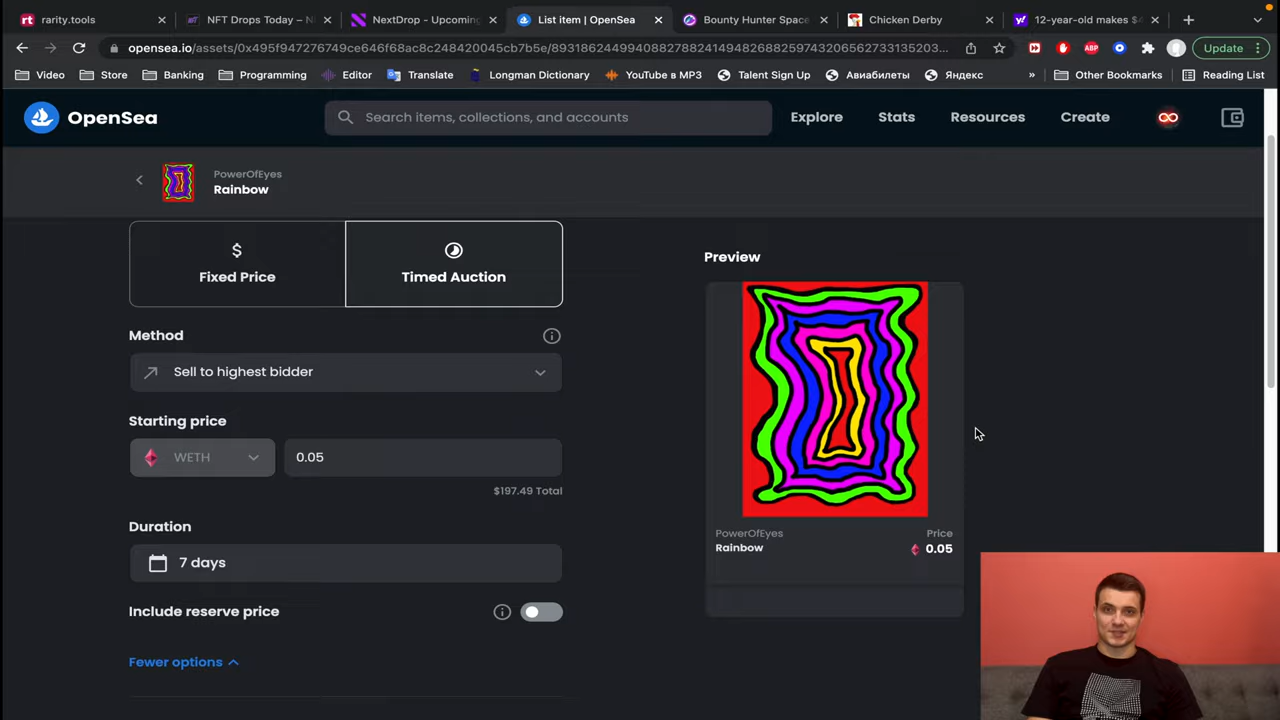 rarity.tools
NFT Drops Today – N
NextDrop - Upcoming
List item | OpenSea
Bounty Hunter Space
Chicken Derby
12-year-old makes $4
opensea.io/assets/0x495f947276749ce646f68ac8c248420045cb7b5e/89318624499408827882414948268825974320656273313520​3...
Update
Video
Store
Banking
Programming
Editor
Translate
Longman Dictionary
YouTube в MP3
Talent Sign Up
Авиабилеты
Яндекс
»
Other Bookmarks
Reading List
OpenSea
Search items, collections, and accounts
Explore
Stats
Resources
Create
PowerOfEyes
Rainbow
$
Fixed Price
Timed Auction
Preview
Method
Sell to highest bidder
Starting price
WETH
0.05
$197.49 Total
Duration
7 days
Include reserve price
Fewer options
PowerOfEyes
Price
Rainbow
0.05